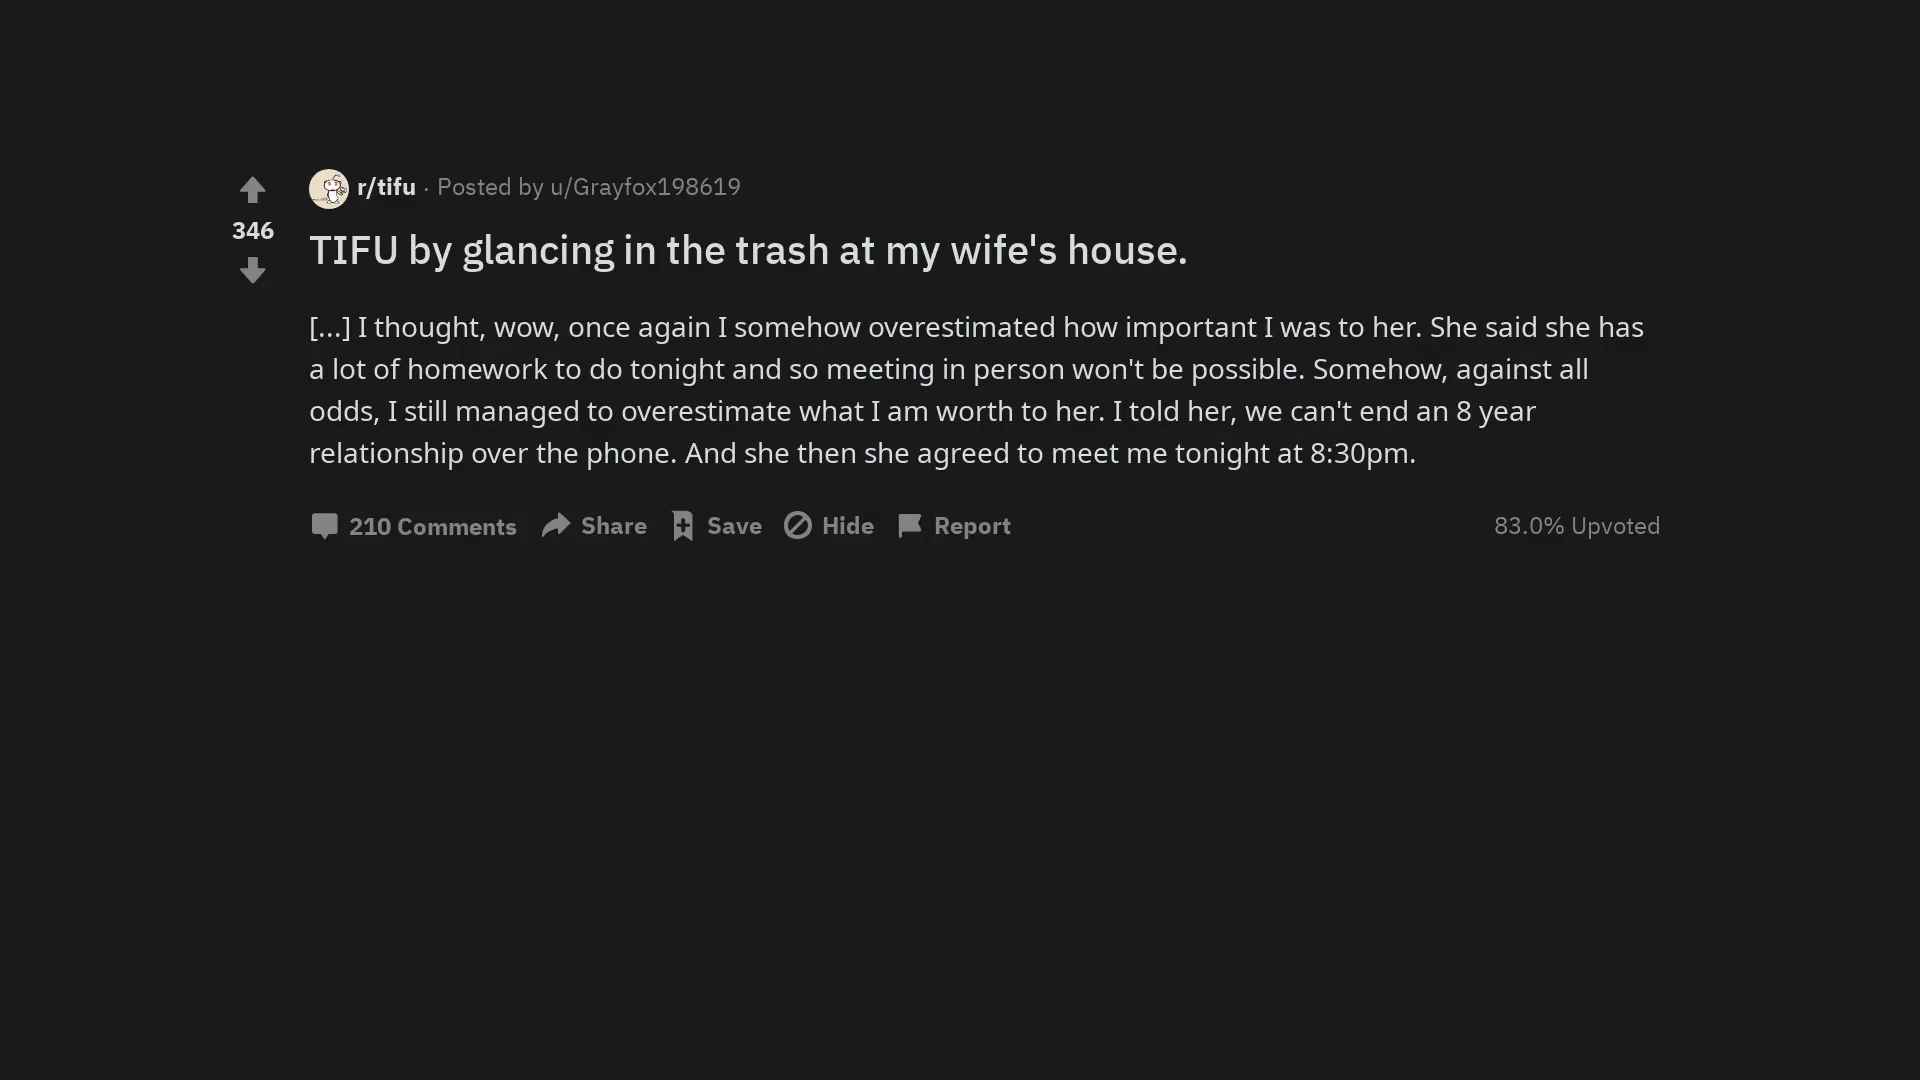 r/tifu · Posted by u/Grayfox198619
346
TIFU by glancing in the trash at my wife's house.
[...] I thought, wow, once again I somehow overestimated how important I was to her. She said she has
a lot of homework to do tonight and so meeting in person won't be possible. Somehow, against all
odds, I still managed to overestimate what I am worth to her. I told her, we can't end an 8 year
relationship over the phone. And she then she agreed to meet me tonight at 8:30pm.
210 Comments Share Save Hide Report 83.0% Upvoted